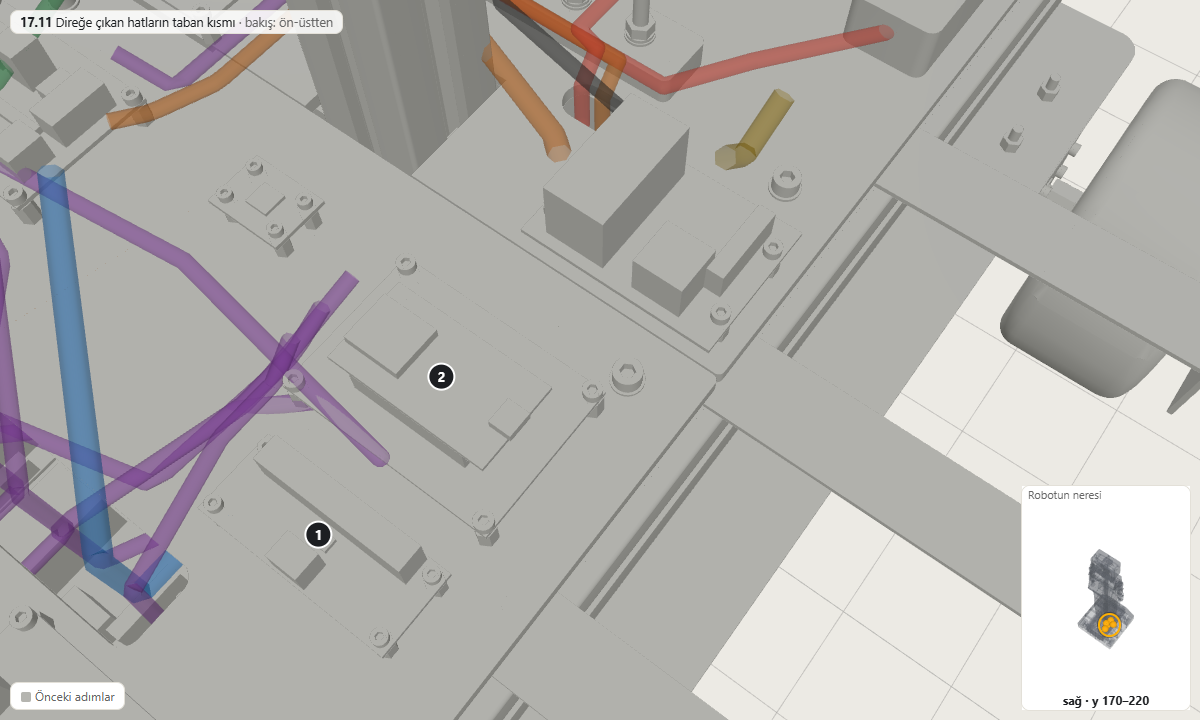 17.11 Direğe çıkan hatların taban kısmı · bakış: ön-üstten
2
1
Robotun neresi
sağ · y 170–220
Önceki adımlar